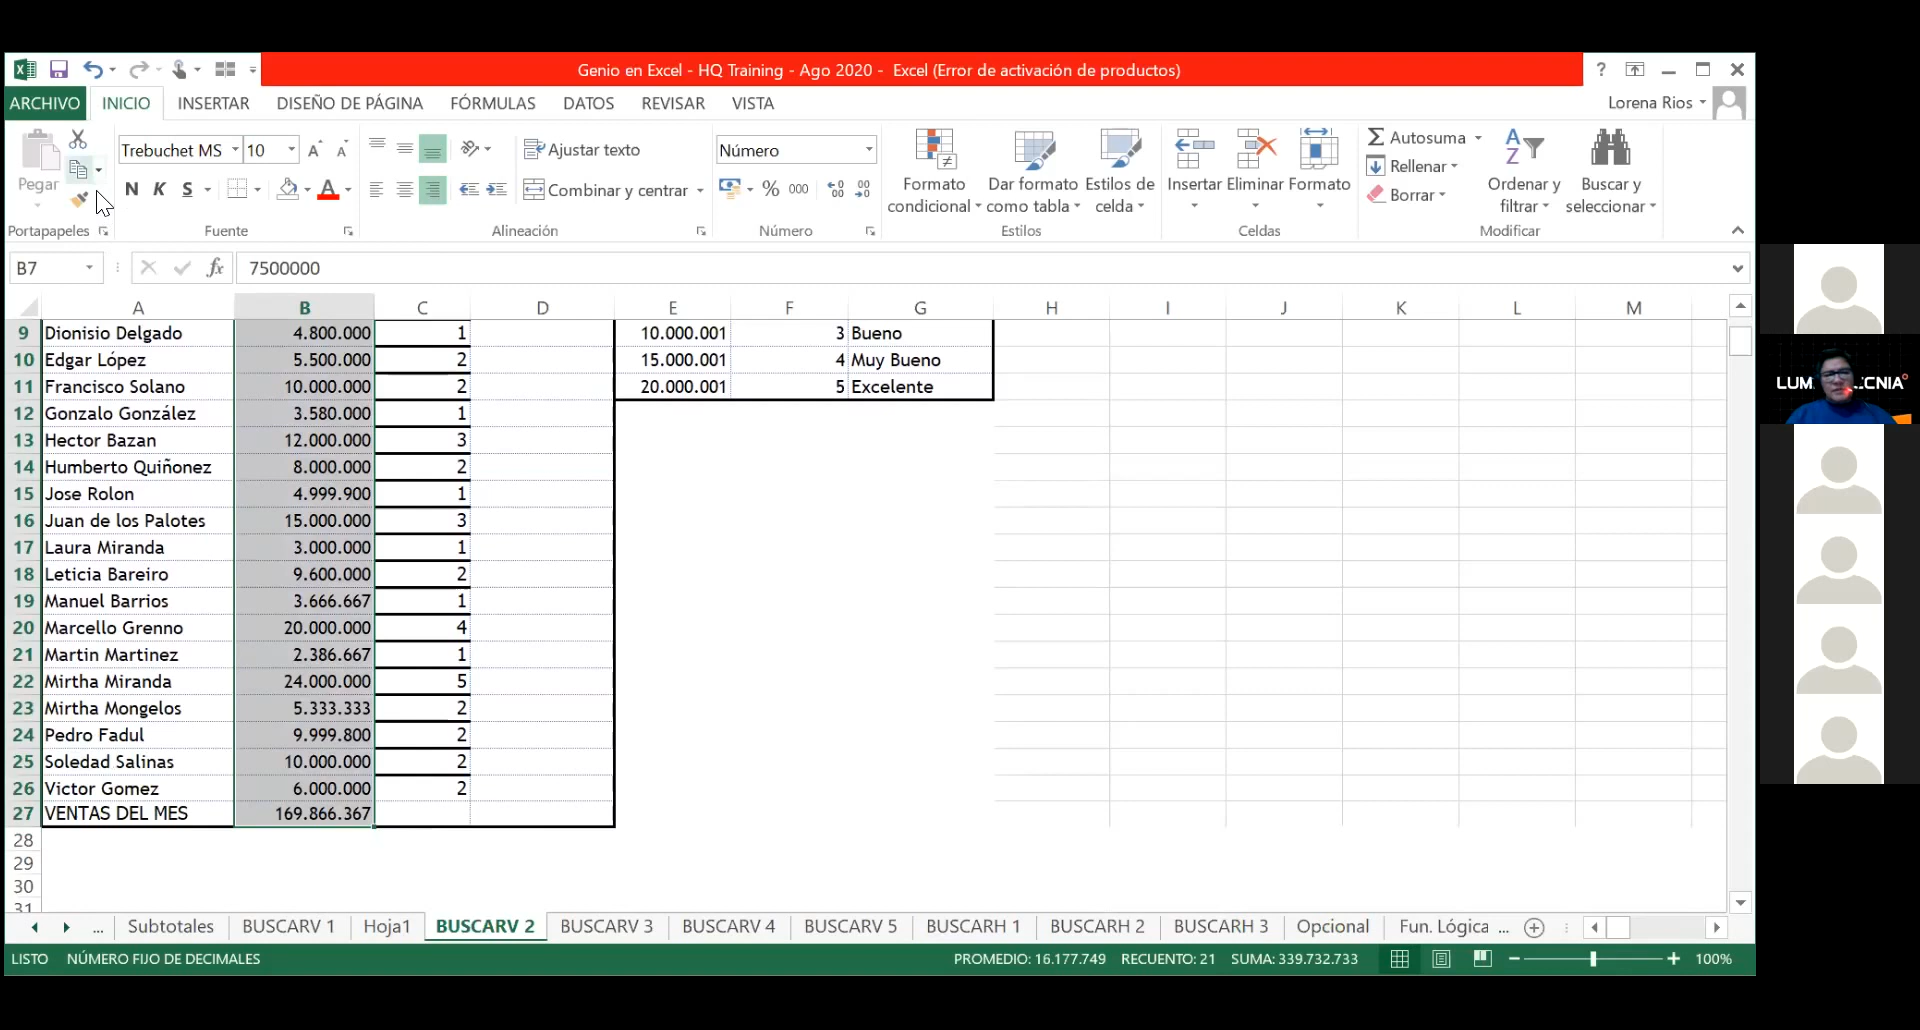 Genio en Excel - HQ Training - Ago 2020 - Excel (Error de activación de productos)
?
ARCHIVO INICIO INSERTAR DISEÑO DE PÁGINA FÓRMULAS DATOS REVISAR VISTA
Lorena Rios
Pegar
Portapapeles
Trebuchet MS 10
N K S
Fuente
Ajustar texto
Combinar y centrar
Alineación
Número
% 000
Número
Formato condicional
Dar formato como tabla
Estilos de celda
Estilos
Insertar Eliminar Formato
Celdas
Autosuma
Rellenar
Borrar
Ordenar y filtrar
Buscar y seleccionar
Modificar
B7 fx 7500000
A B C D E F G H I J K L M
9 Dionisio Delgado 4.800.000 1 10.000.001 3 Bueno
10 Edgar López 5.500.000 2 15.000.001 4 Muy Bueno
11 Francisco Solano 10.000.000 2 20.000.001 5 Excelente
12 Gonzalo González 3.580.000 1
13 Hector Bazan 12.000.000 3
14 Humberto Quiñonez 8.000.000 2
15 Jose Rolon 4.999.900 1
16 Juan de los Palotes 15.000.000 3
17 Laura Miranda 3.000.000 1
18 Leticia Bareiro 9.600.000 2
19 Manuel Barrios 3.666.667 1
20 Marcello Grenno 20.000.000 4
21 Martin Martinez 2.386.667 1
22 Mirtha Miranda 24.000.000 5
23 Mirtha Mongelos 5.333.333 2
24 Pedro Fadul 9.999.800 2
25 Soledad Salinas 10.000.000 2
26 Victor Gomez 6.000.000 2
27 VENTAS DEL MES 169.866.367
28
29
30
31
... Subtotales BUSCARV 1 Hoja1 BUSCARV 2 BUSCARV 3 BUSCARV 4 BUSCARV 5 BUSCARH 1 BUSCARH 2 BUSCARH 3 Opcional Fun. Lógica ...
LISTO NÚMERO FIJO DE DECIMALES PROMEDIO: 16.177.749 RECUENTO: 21 SUMA: 339.732.733 100%